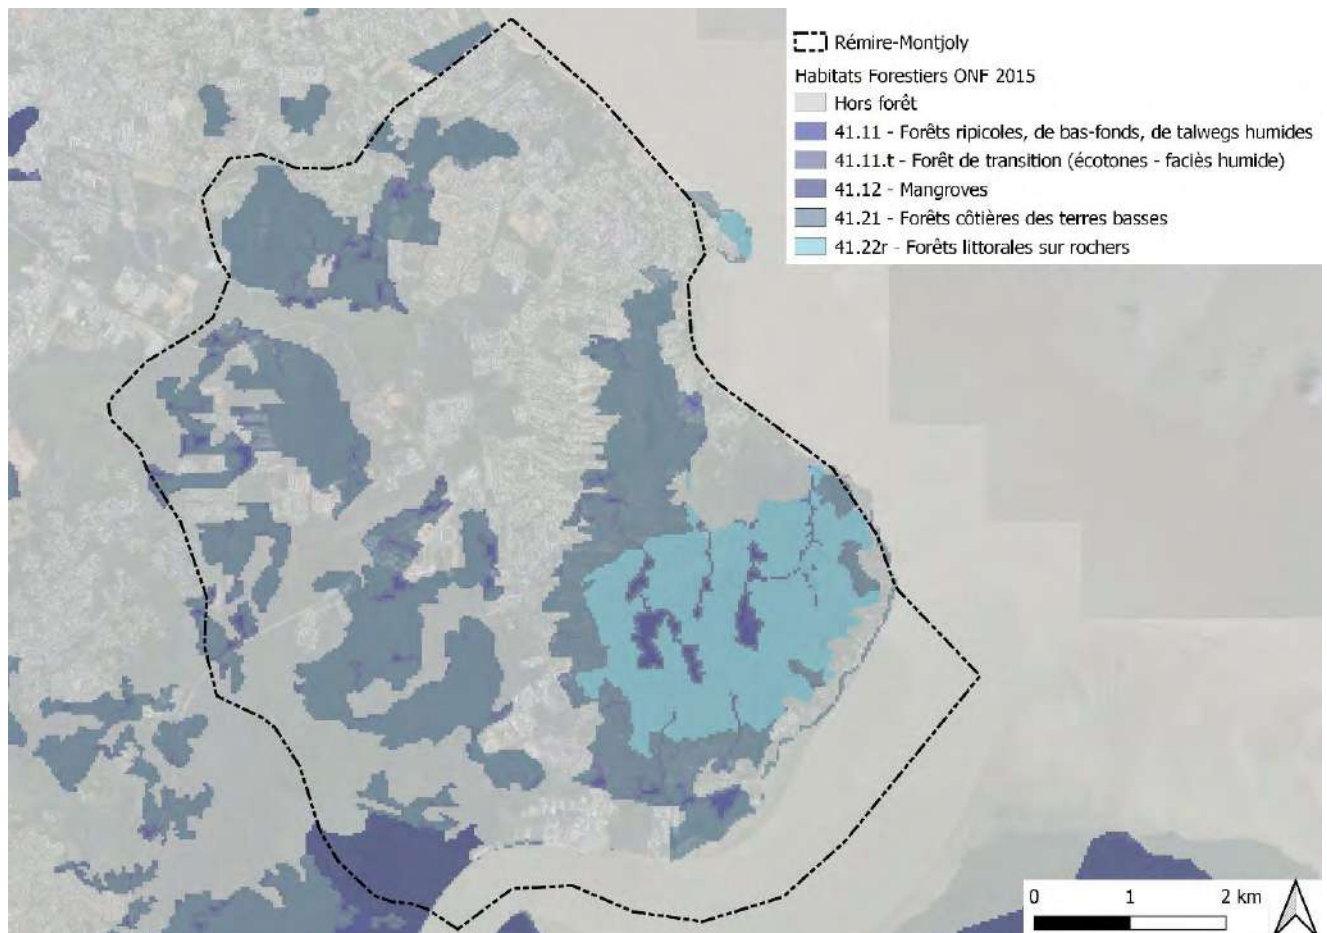 Rémire-Montjoly
Habitats Forestiers ONF 2015
Hors forêt
41.11 - Forêts ripicoles, de bas-fonds, de talwegs humides
41.11.t - Forêt de transition (écotones - faciès humide)
41.12 - Mangroves
41.21 - Forêts côtières des terres basses
41.22r - Forêts littorales sur rochers
0 1 2 km